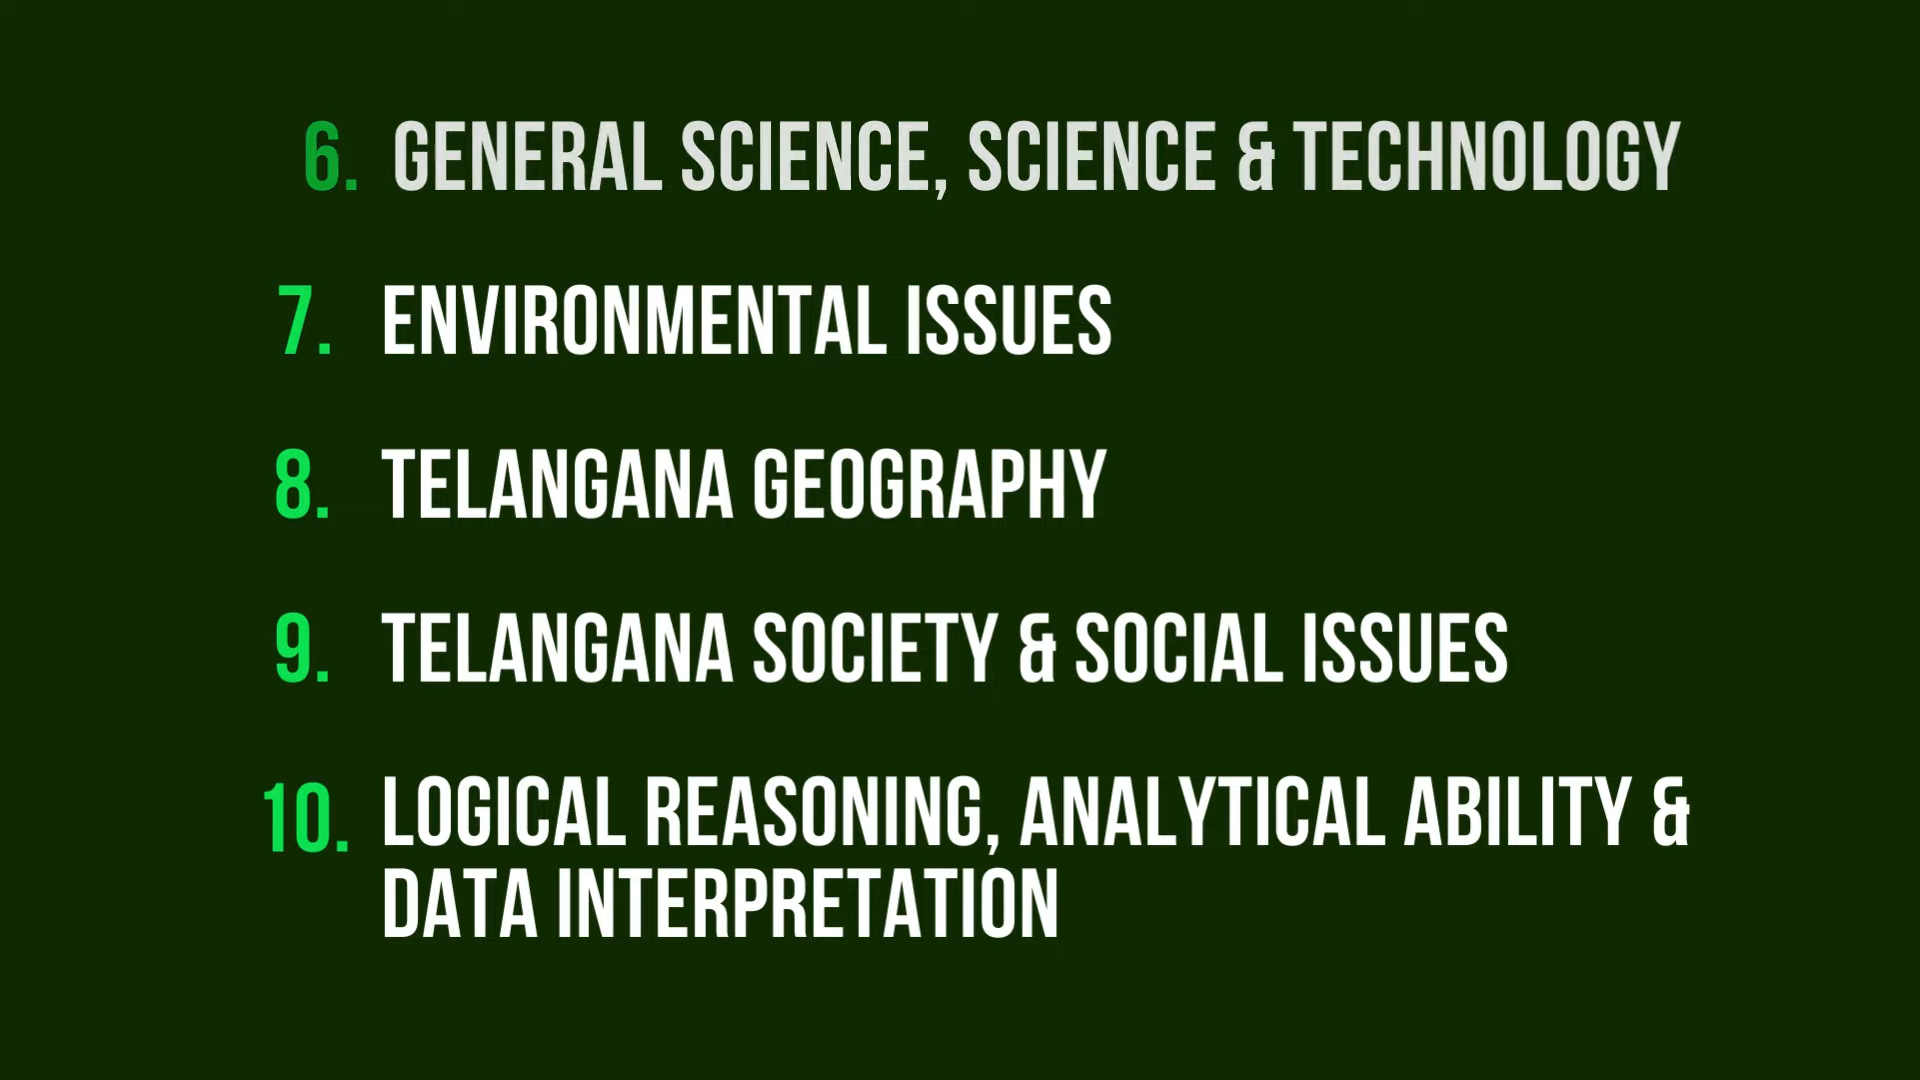 6. GENERAL SCIENCE, SCIENCE & TECHNOLOGY
7. ENVIRONMENTAL ISSUES
8. TELANGANA GEOGRAPHY
9. TELANGANA SOCIETY & SOCIAL ISSUES
10. LOGICAL REASONING, ANALYTICAL ABILITY &
DATA INTERPRETATION